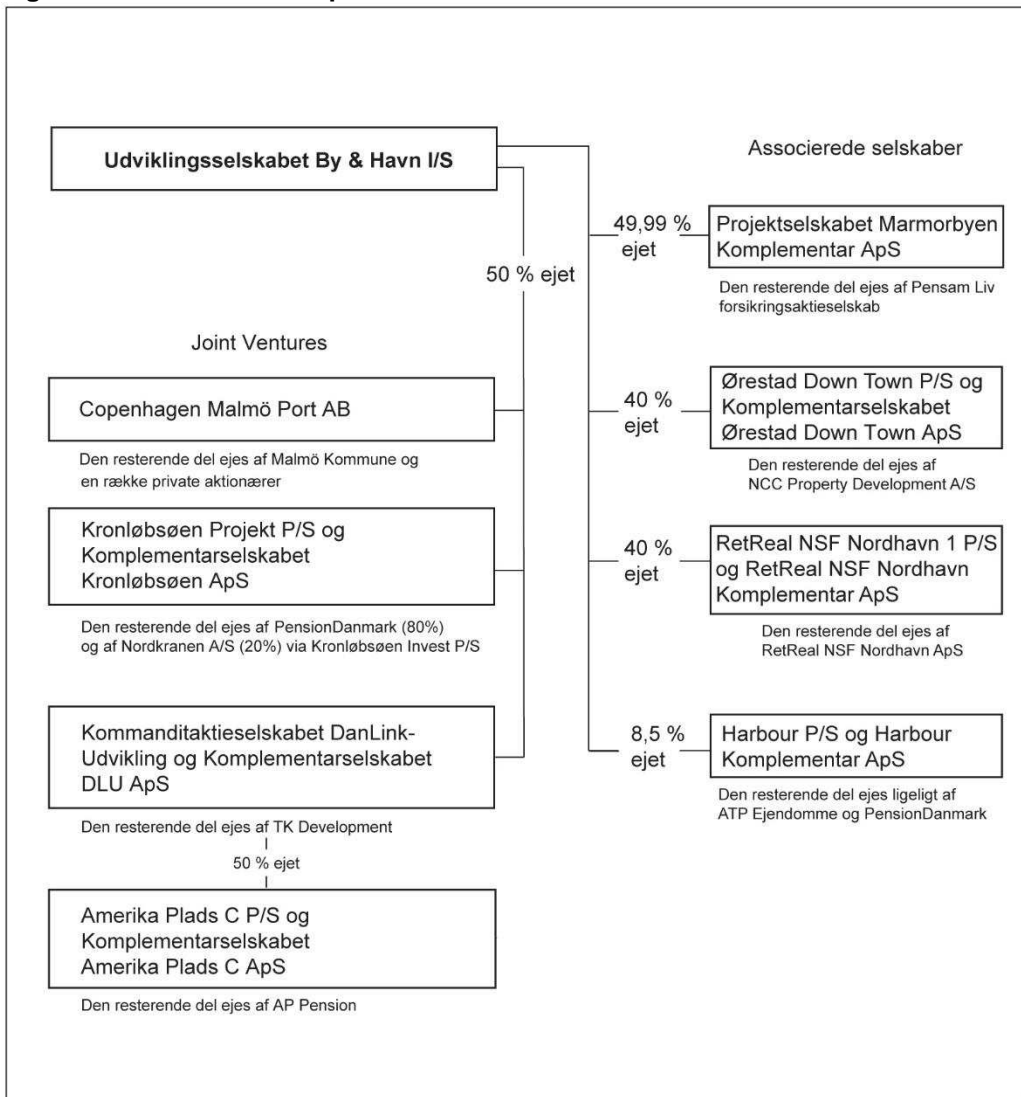 Udviklingsselskabet By & Havn I/S
50 % ejet
Joint Ventures
Copenhagen Malmö Port AB
Den resterende del ejes af Malmö Kommune og
en række private aktionærer
Kronløbsøen Projekt P/S og
Komplementarselskabet
Kronløbsøen ApS
Den resterende del ejes af PensionDanmark (80%)
og af Nordkranen A/S (20%) via Kronløbsøen Invest P/S
Kommanditaktieselskabet DanLink-
Udvikling og Komplementarselskabet
DLU ApS
Den resterende del ejes af TK Development
50 % ejet
Amerika Plads C P/S og
Komplementarselskabet
Amerika Plads C ApS
Den resterende del ejes af AP Pension
Associerede selskaber
49,99 %
ejet
Projektselskabet Marmorbyen
Komplementar ApS
Den resterende del ejes af Pensam Liv
forsikringsaktieselskab
40 %
ejet
Ørestad Down Town P/S og
Komplementarselskabet
Ørestad Down Town ApS
Den resterende del ejes af
NCC Property Development A/S
40 %
ejet
RetReal NSF Nordhavn 1 P/S
og RetReal NSF Nordhavn
Komplementar ApS
Den resterende del ejes af
RetReal NSF Nordhavn ApS
8,5 %
ejet
Harbour P/S og Harbour
Komplementar ApS
Den resterende del ejes ligeligt af
ATP Ejendomme og PensionDanmark